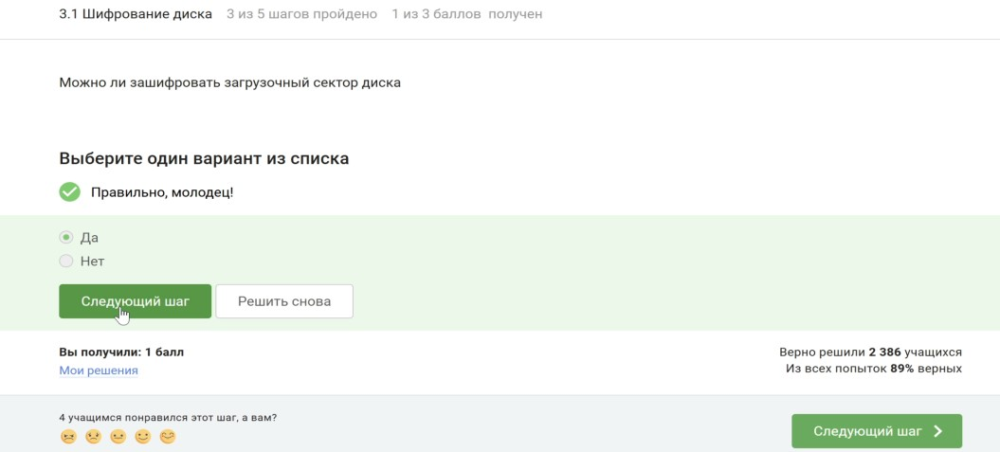 3.1 Шифрование диска 3 из 5 шагов пройдено 1 из 3 баллов получен
Можно ли зашифровать загрузочный сектор диска
Выберите один вариант из списка
Правильно, молодец!
Да
Нет
Следующий шаг Решить снова
Вы получили: 1 балл
Мои решения
Верно решили 2 386 учащихся
Из всех попыток 89% верных
4 учащимся понравился этот шаг, а вам?
Следующий шаг